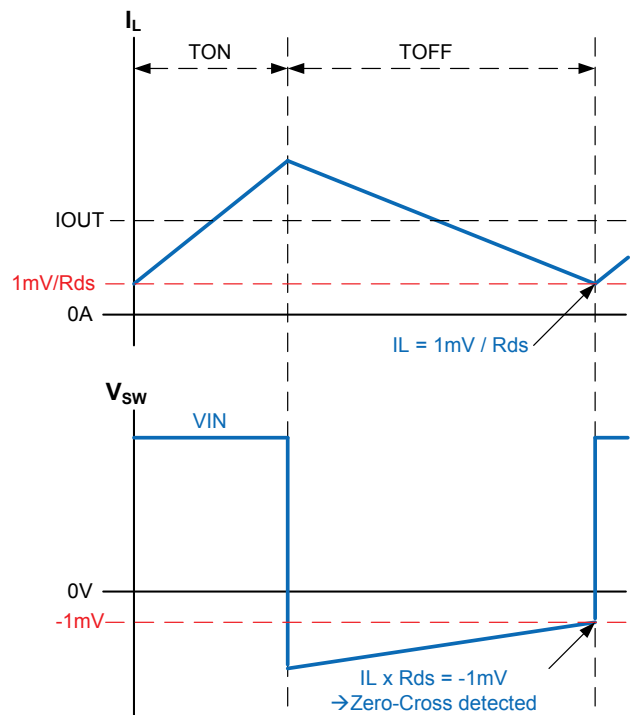 IL
TON
TOFF
IOUT
1mV/Rds
0A
IL = 1mV / Rds
VSW
VIN
0V
-1mV
IL x Rds = -1mV
→Zero-Cross detected